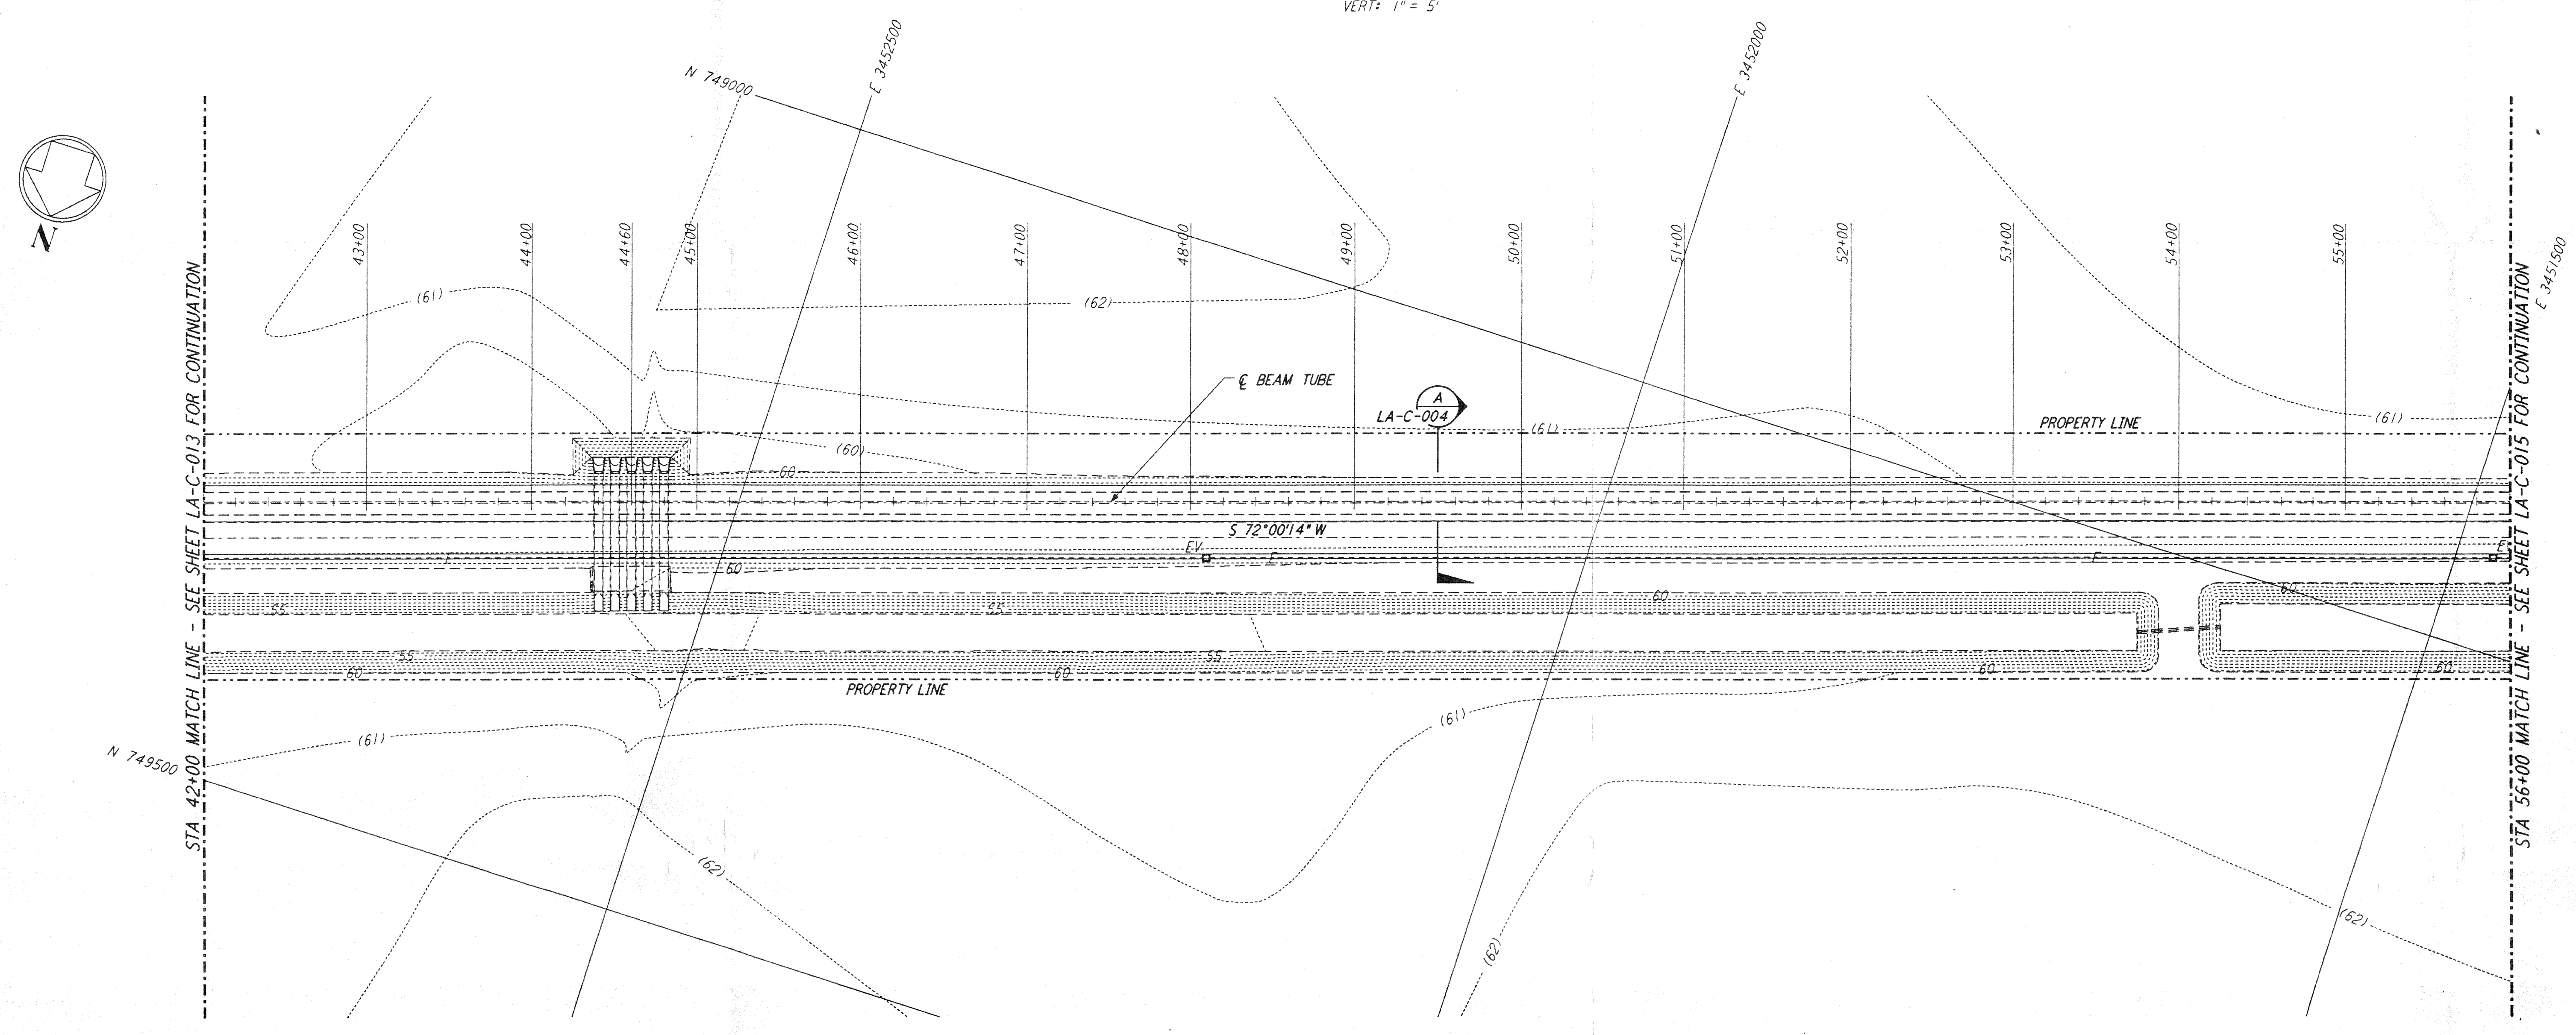 VERT: 1" = 5'
E 3452500
E 3452000
N 749000
N
43+00
44+00
44+60
45+00
46+00
47+00
48+00
49+00
50+00
51+00
52+00
53+00
54+00
55+00
E 3451500
STA 42+00 MATCH LINE - SEE SHEET LA-C-013 FOR CONTINUATION
STA 56+00 MATCH LINE - SEE SHEET LA-C-015 FOR CONTINUATION
(61)
(62)
℄ BEAM TUBE
A
LA-C-004
(61)
PROPERTY LINE
(61)
(60)
60
S 72°00'14" W
EV
E
E
E
E
60
60
55
55
60
55
55
60
60
60
60
PROPERTY LINE
(61)
(61)
N 749500
(62)
(62)
(62)